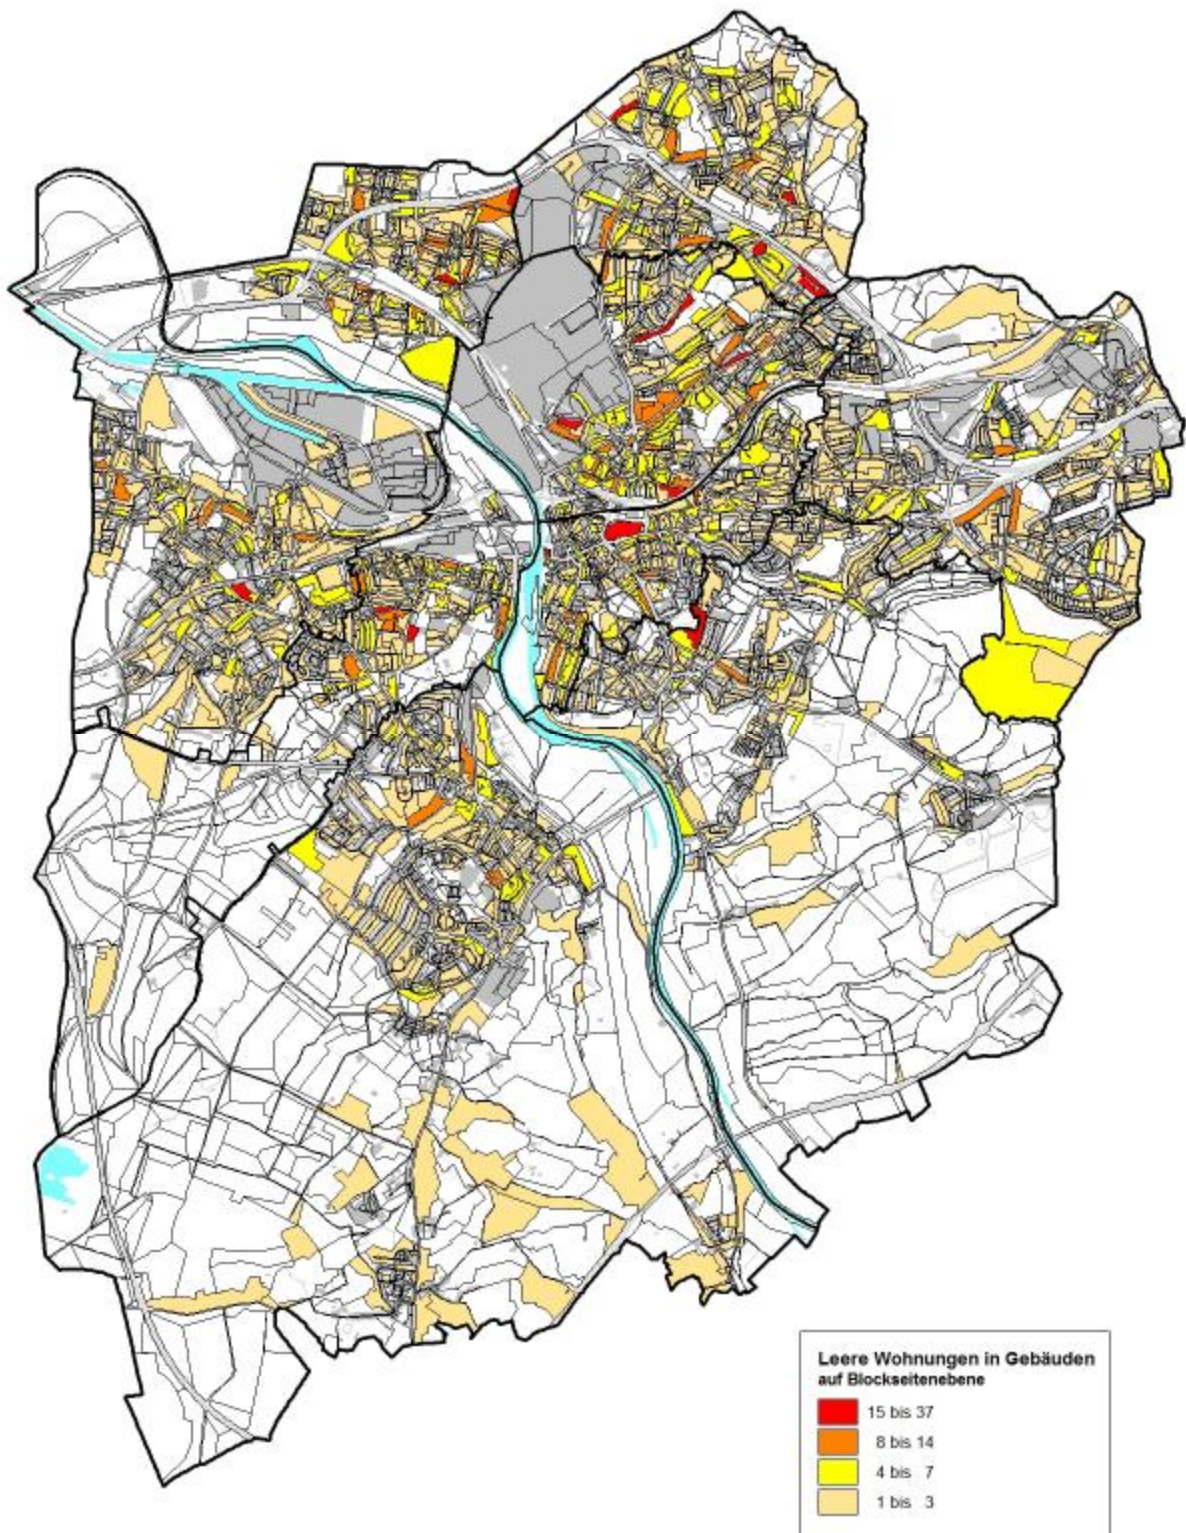 Leere Wohnungen in Gebäuden
auf Blockseitenebene
15 bis 37
8 bis 14
4 bis 7
1 bis 3